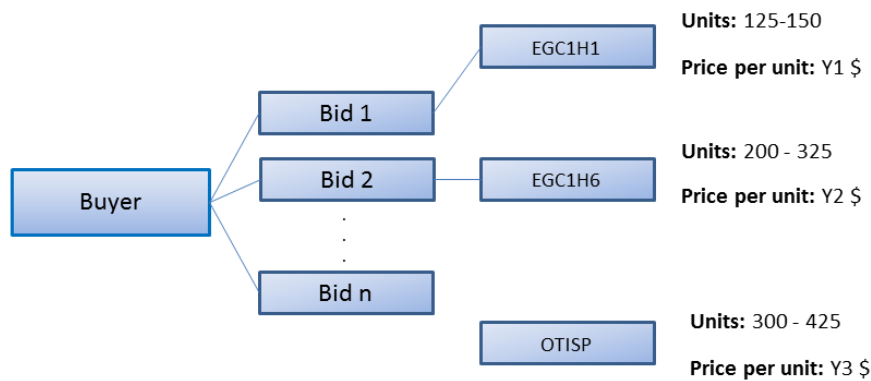 Units: 125-150
EGC1H1
Price per unit: Y1 $
Bid 1
Units: 200 - 325
Bid 2
EGC1H6
Buyer
Price per unit: Y2 $
.
.
.
Bid n
Units: 300 - 425
OTISP
Price per unit: Y3 $